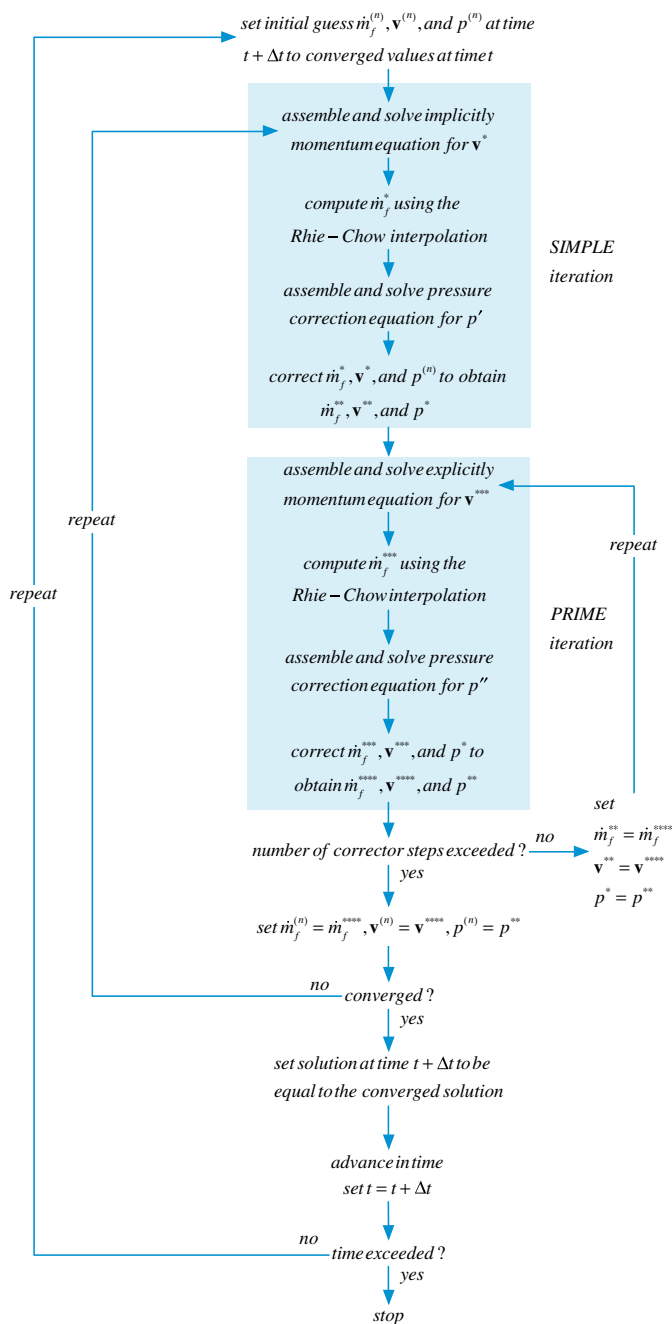 set initial guess ṁ_f^(n), v^(n), and p^(n) at time
t + Δt to converged values at time t
assemble and solve implicitly
momentum equation for v^*
compute ṁ_f^* using the
Rhie – Chow interpolation
SIMPLE
iteration
assemble and solve pressure
correction equation for p′
correct ṁ_f^*, v^*, and p^(n) to obtain
ṁ_f^**, v^**, and p^*
assemble and solve explicitly
momentum equation for v^***
repeat
repeat
compute ṁ_f^*** using the
Rhie – Chow interpolation
repeat
PRIME
iteration
assemble and solve pressure
correction equation for p″
correct ṁ_f^***, v^***, and p^* to
obtain ṁ_f^****, v^****, and p^**
set
ṁ_f^** = ṁ_f^****
v^** = v^****
p^* = p^**
number of corrector steps exceeded ?
no
yes
set ṁ_f^(n) = ṁ_f^****, v^(n) = v^****, p^(n) = p^**
no
converged ?
yes
set solution at time t + Δt to be
equal to the converged solution
advance in time
set t = t + Δt
no
time exceeded ?
yes
stop